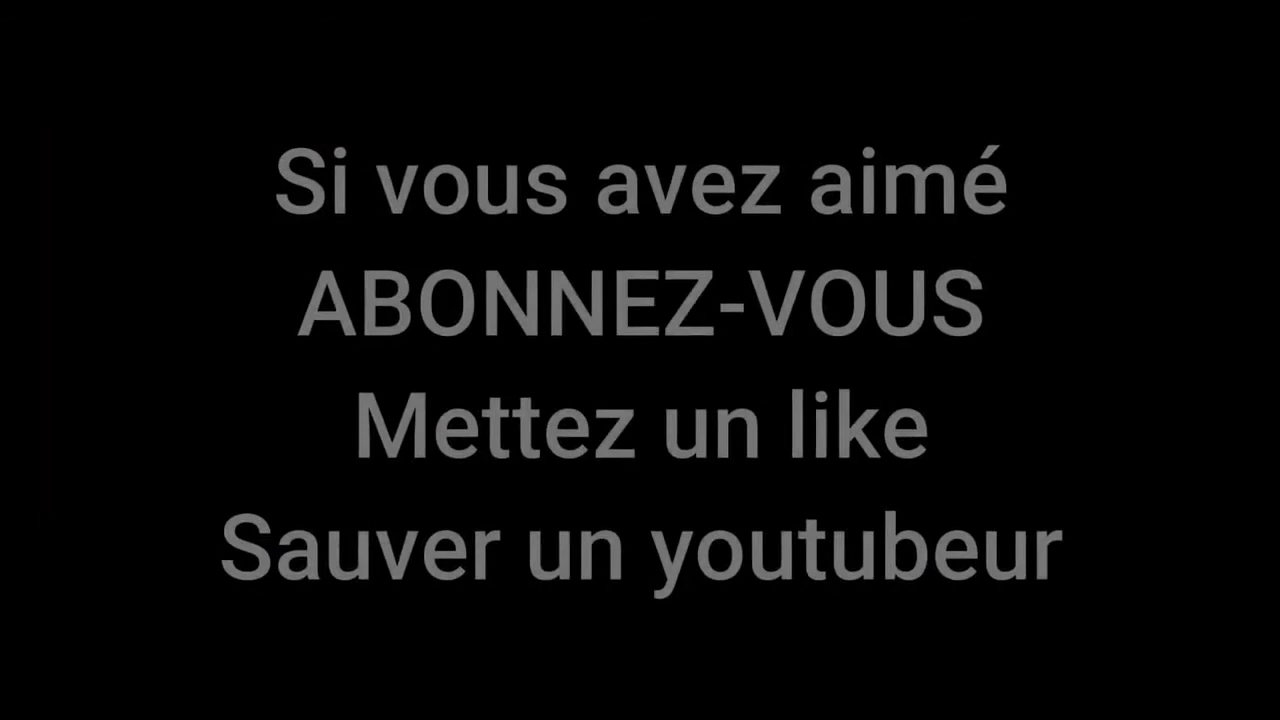 Si vous avez aimé
ABONNEZ-VOUS
Mettez un like
Sauver un youtubeur